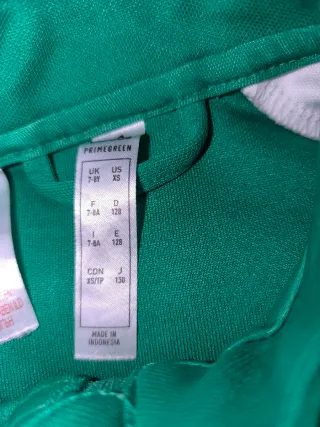 PRIMEGREEN
UK US
7-8Y XS
F D
7-8A 128
I E
7-8A 128
CDN J
XS/TP 130
MADE IN
INDONESIA